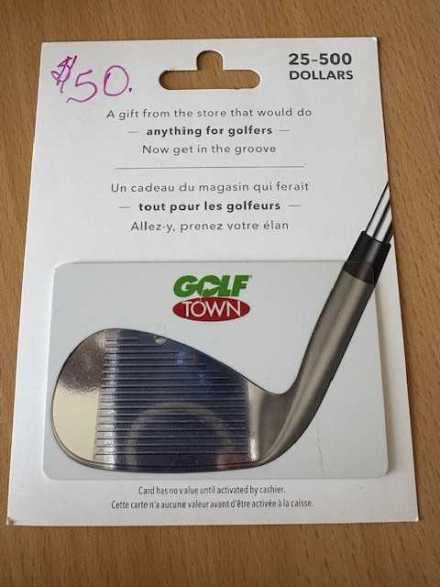 $50.
25-500
DOLLARS
A gift from the store that would do
— anything for golfers —
Now get in the groove
Un cadeau du magasin qui ferait
— tout pour les golfeurs —
Allez-y, prenez votre élan
GOLF
TOWN
Card has no value until activated by cashier.
Cette carte n'a aucune valeur avant d'être activée à la caisse.